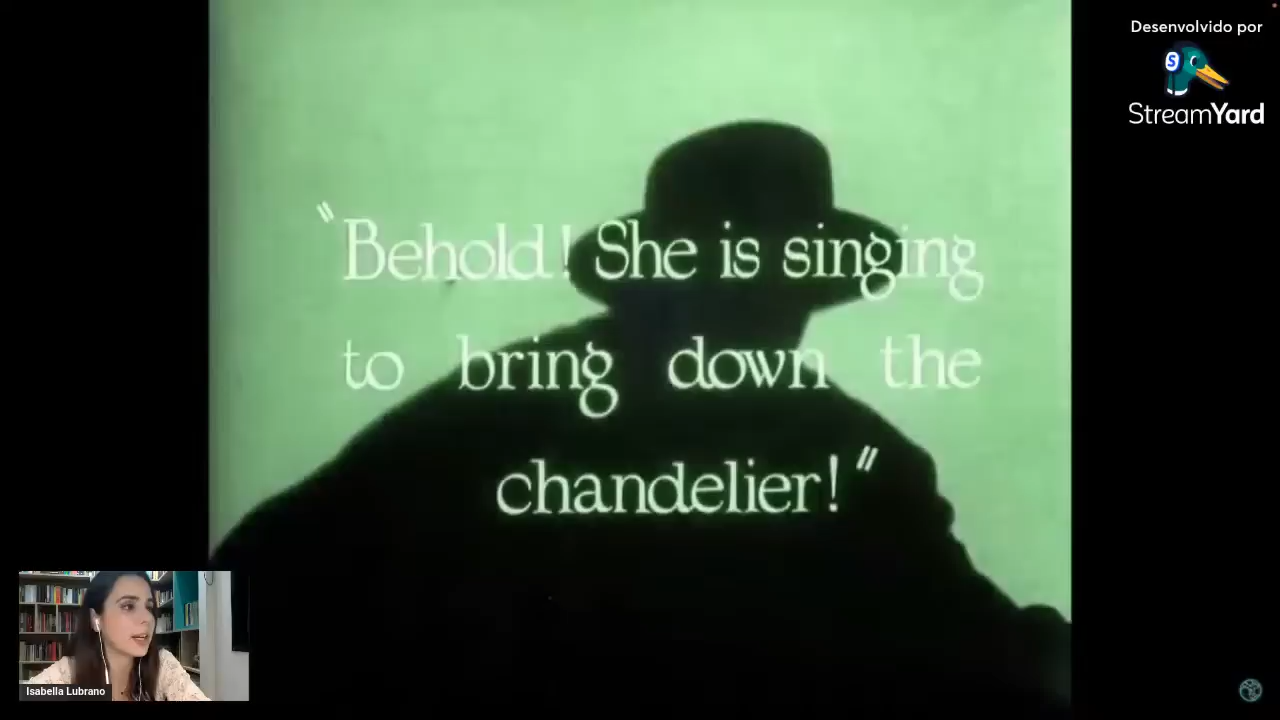 Desenvolvido por
StreamYard
"Behold! She is singing
to bring down the
chandelier!"
Isabella Lubrano